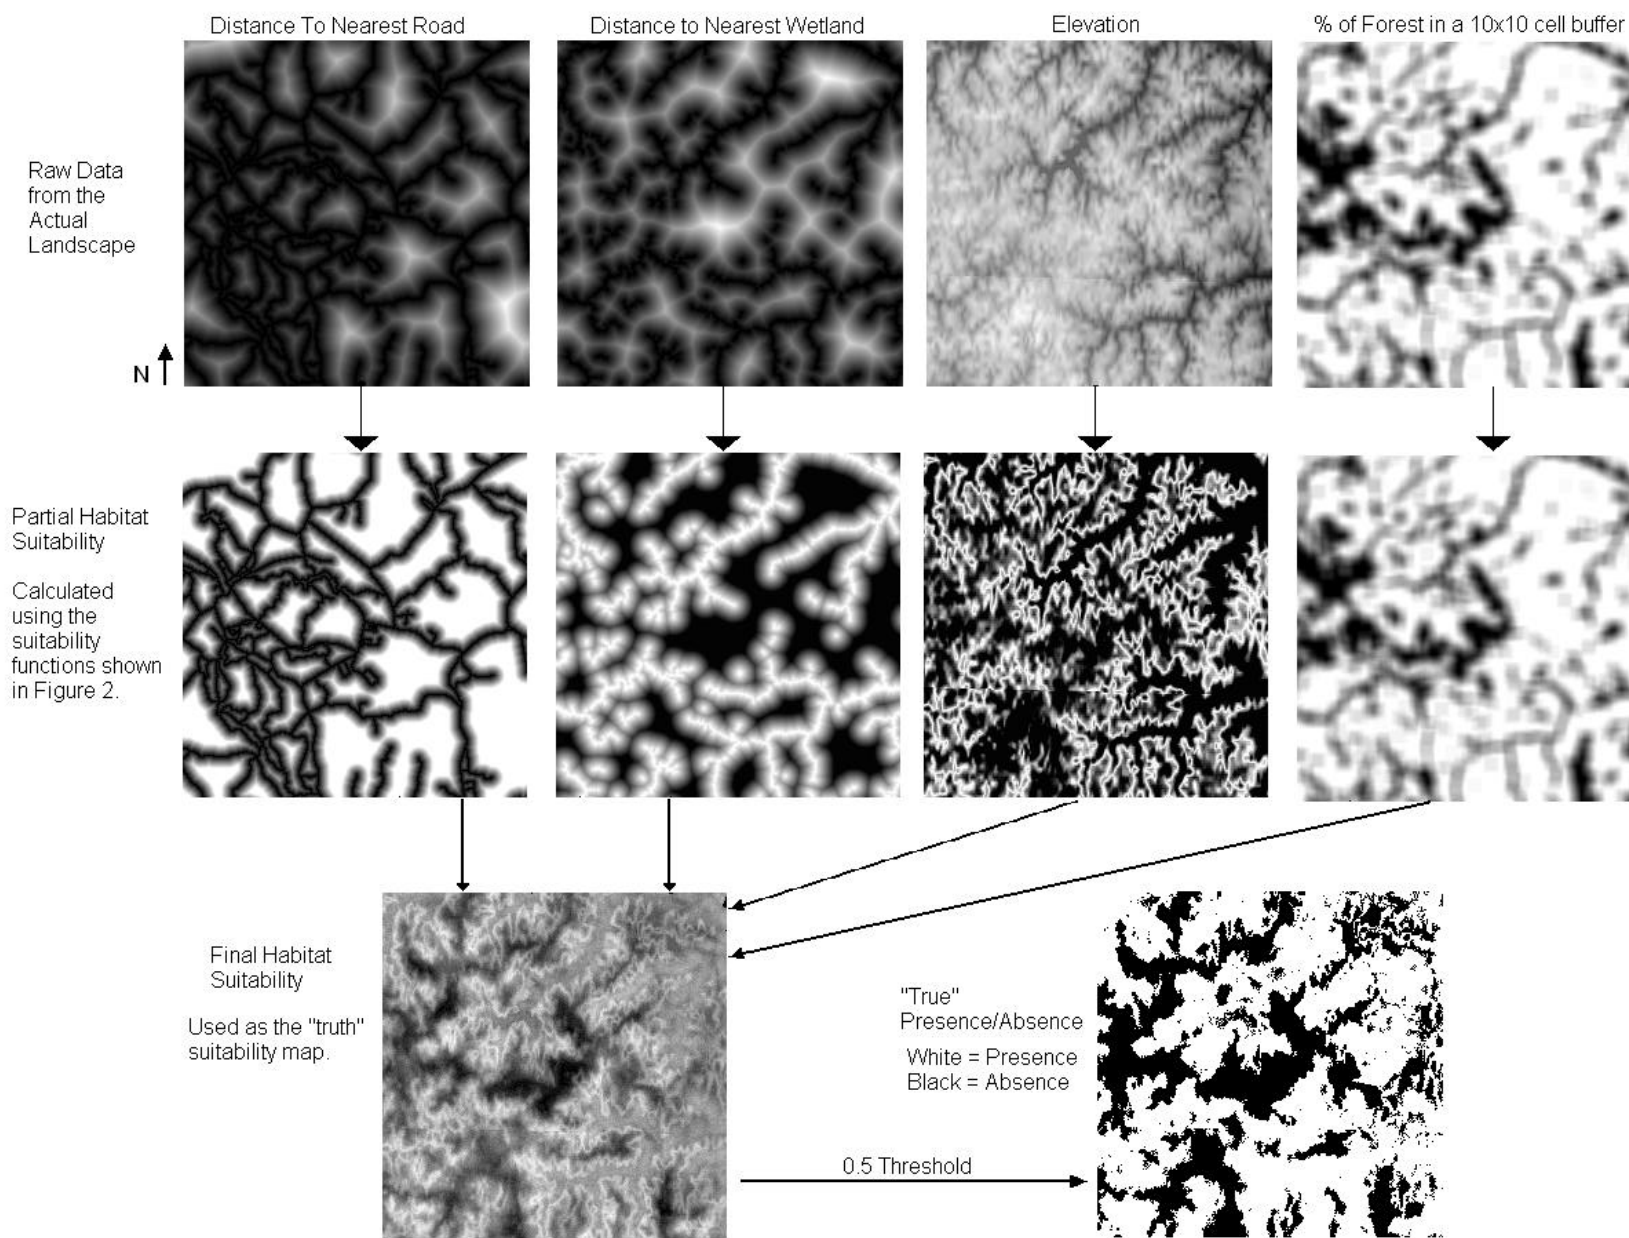 Distance To Nearest Road
Distance to Nearest Wetland
Elevation
% of Forest in a 10x10 cell buffer
Raw Data
from the
Actual
Landscape
N
Partial Habitat
Suitability
Calculated
using the
suitability
functions shown
in Figure 2.
Final Habitat
Suitability
Used as the "truth"
suitability map.
"True"
Presence/Absence
White = Presence
Black = Absence
0.5 Threshold